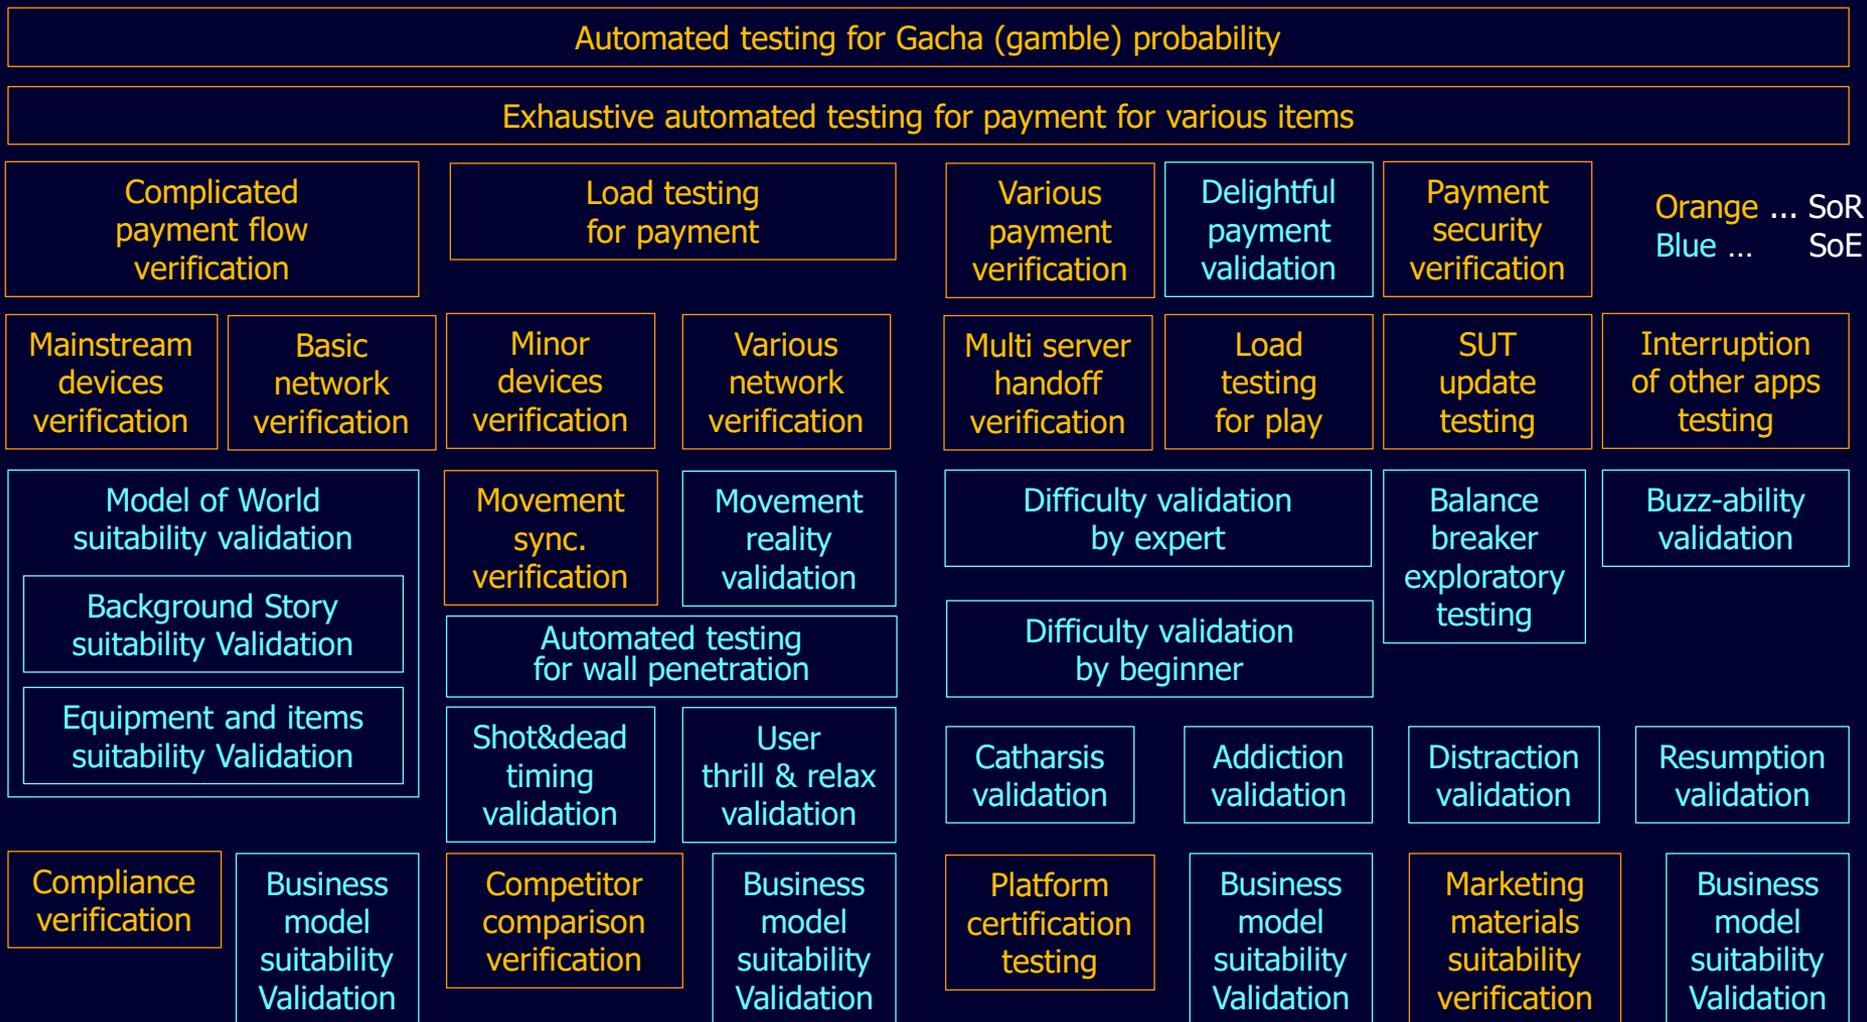 Automated testing for Gacha (gamble) probability
Exhaustive automated testing for payment for various items
Complicated
payment flow
verification
Load testing
for payment
Various
payment
verification
Delightful
payment
validation
Payment
security
verification
Orange ... SoR
Blue ... SoE
Mainstream
devices
verification
Basic
network
verification
Minor
devices
verification
Various
network
verification
Multi server
handoff
verification
Load
testing
for play
SUT
update
testing
Interruption
of other apps
testing
Model of World
suitability validation
Background Story
suitability Validation
Equipment and items
suitability Validation
Movement
sync.
verification
Movement
reality
validation
Automated testing
for wall penetration
Shot&dead
timing
validation
User
thrill & relax
validation
Difficulty validation
by expert
Difficulty validation
by beginner
Balance
breaker
exploratory
testing
Buzz-ability
validation
Catharsis
validation
Addiction
validation
Distraction
validation
Resumption
validation
Compliance
verification
Business
model
suitability
Validation
Competitor
comparison
verification
Business
model
suitability
Validation
Platform
certification
testing
Business
model
suitability
Validation
Marketing
materials
suitability
verification
Business
model
suitability
Validation